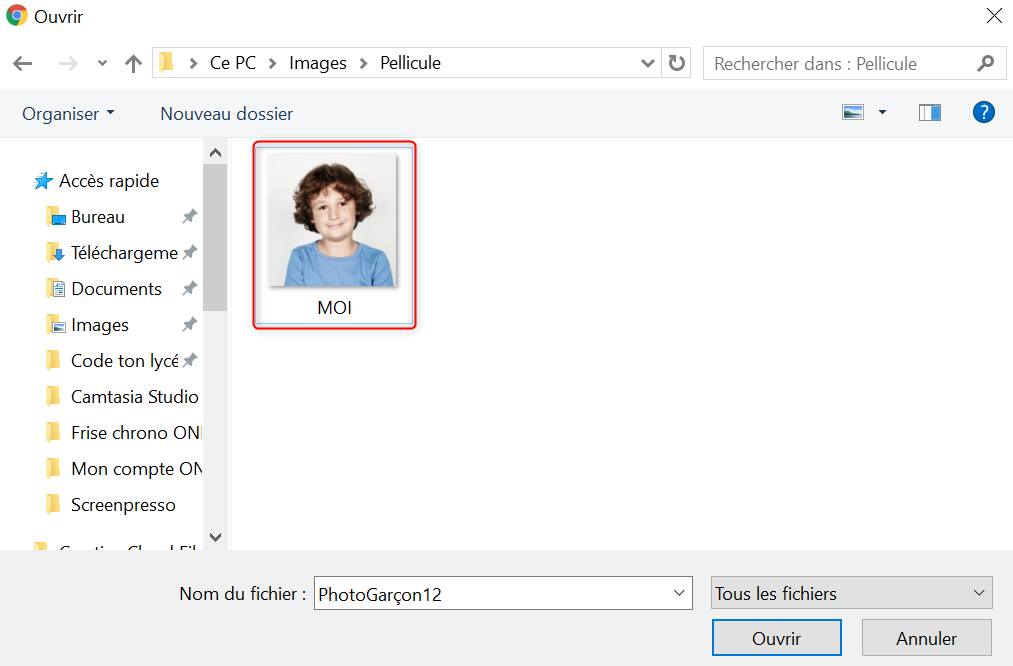 Ouvrir
Ce PC > Images > Pellicule
Rechercher dans : Pellicule
Organiser
Nouveau dossier
?
Accès rapide
Bureau
Téléchargeme
Documents
Images
Code ton lycé
Camtasia Studio
Frise chrono ON
Mon compte ON
Screenpresso
MOI
Nom du fichier :
PhotoGarçon12
Tous les fichiers
Ouvrir
Annuler